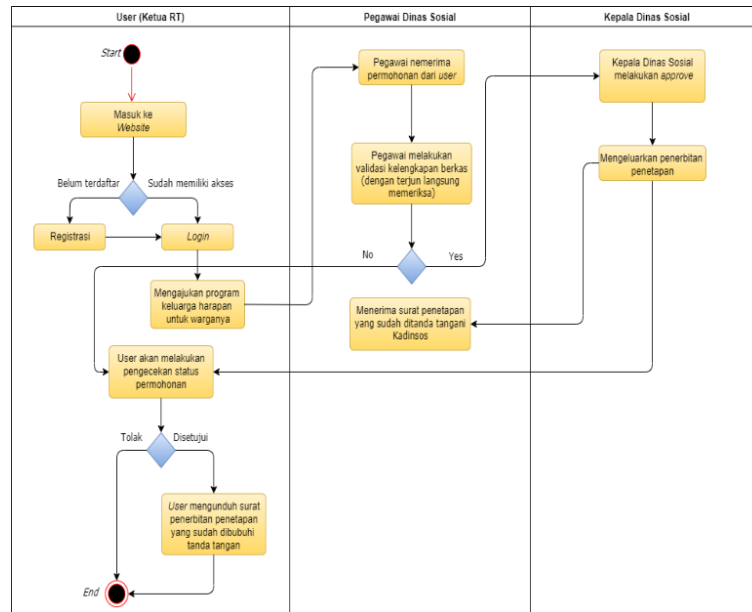 User (Ketua RT)
Pegawai Dinas Sosial
Kepala Dinas Sosial
Start
Masuk ke
Website
Belum terdaftar
Sudah memiliki akses
Registrasi
Login
Mengajukan program
keluarga harapan
untuk warganya
User akan melakukan
pengecekan status
permohonan
Tolak
Disetujui
User mengunduh surat
penerbitan penetapan
yang sudah dibubuhi
tanda tangan
End
Pegawai nemerima
permohonan dari user
Pegawai melakukan
validasi kelengkapan berkas
(dengan terjun langsung
memeriksa)
No
Yes
Menerima surat penetapan
yang sudah ditanda tangani
Kadinsos
Kepala Dinas Sosial
melakukan approve
Mengeluarkan penerbitan
penetapan